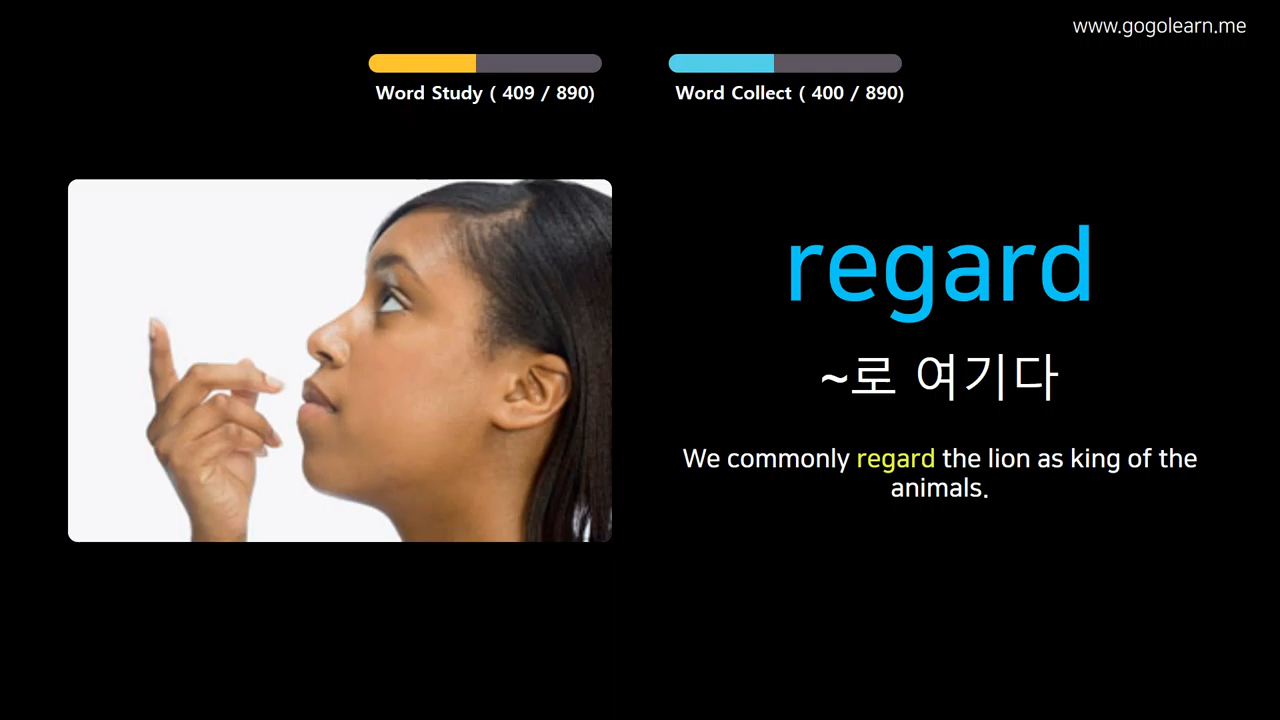 www.gogolearn.me
Word Study ( 409 / 890)
Word Collect ( 400 / 890)
regard
~로 여기다
We commonly regard the lion as king of the
animals.